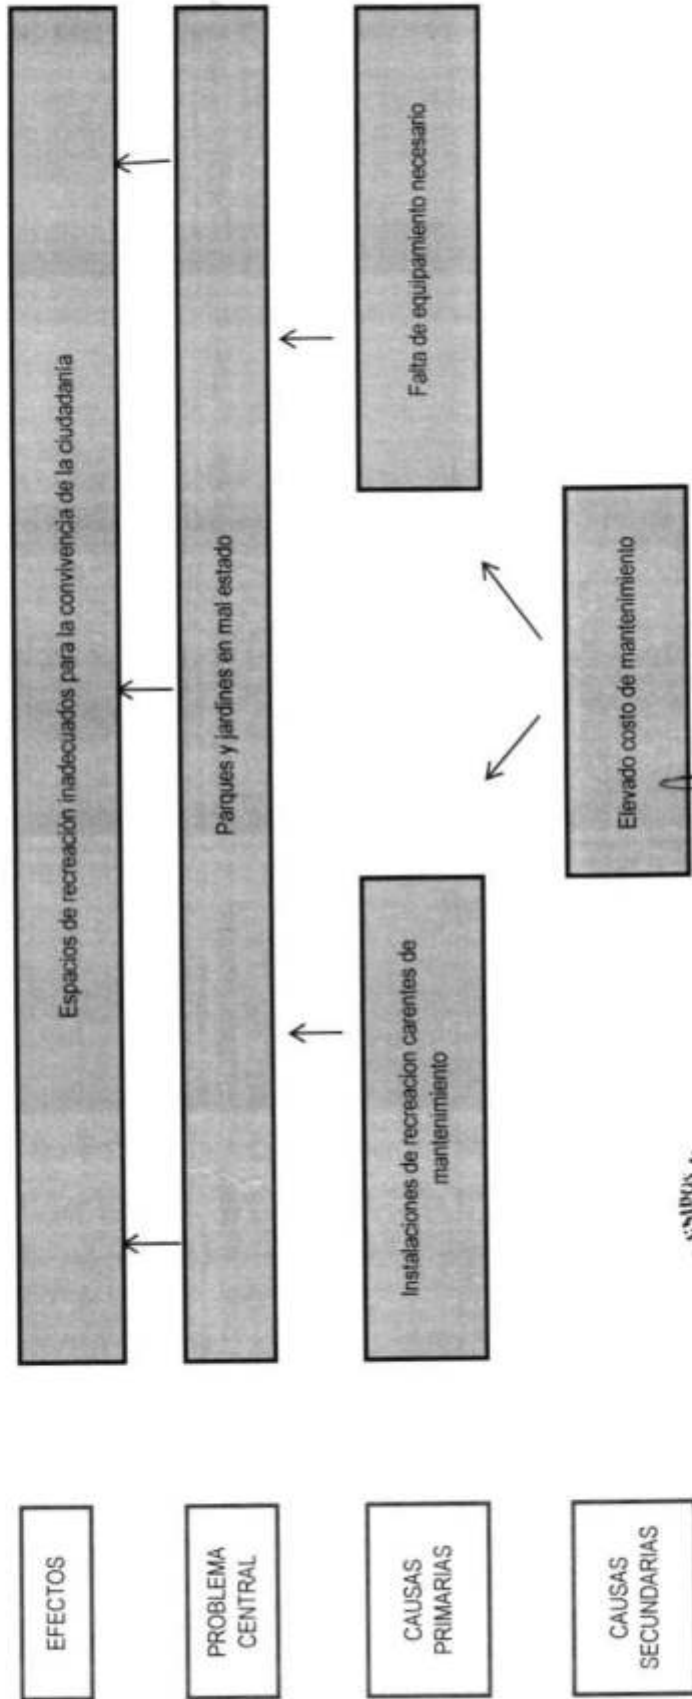 EFECTOS
Espacios de recreación inadecuados para la convivencia de la ciudadanía
PROBLEMA
CENTRAL
Parques y jardines en mal estado
CAUSAS
PRIMARIAS
Instalaciones de recreacion carentes de
mantenimiento
Falta de equipamiento necesario
CAUSAS
SECUNDARIAS
Elevado costo de mantenimiento